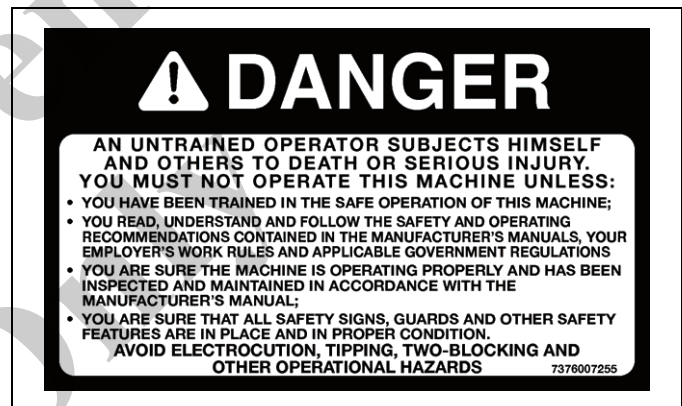 DANGER
AN UNTRAINED OPERATOR SUBJECTS HIMSELF
AND OTHERS TO DEATH OR SERIOUS INJURY.
YOU MUST NOT OPERATE THIS MACHINE UNLESS:
• YOU HAVE BEEN TRAINED IN THE SAFE OPERATION OF THIS MACHINE;
• YOU READ, UNDERSTAND AND FOLLOW THE SAFETY AND OPERATING
RECOMMENDATIONS CONTAINED IN THE MANUFACTURER'S MANUALS, YOUR
EMPLOYER'S WORK RULES AND APPLICABLE GOVERNMENT REGULATIONS
• YOU ARE SURE THE MACHINE IS OPERATING PROPERLY AND HAS BEEN
INSPECTED AND MAINTAINED IN ACCORDANCE WITH THE
MANUFACTURER'S MANUAL;
• YOU ARE SURE THAT ALL SAFETY SIGNS, GUARDS AND OTHER SAFETY
FEATURES ARE IN PLACE AND IN PROPER CONDITION.
AVOID ELECTROCUTION, TIPPING, TWO-BLOCKING AND
OTHER OPERATIONAL HAZARDS 7376007255